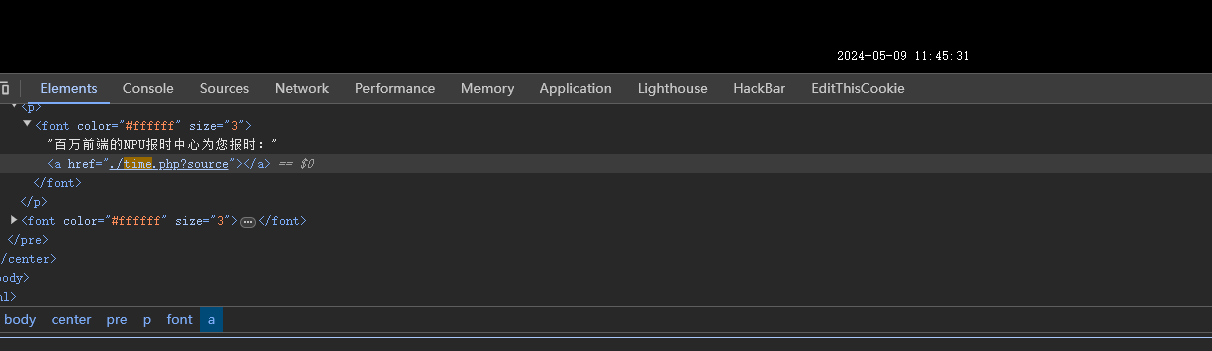 2024-05-09 11:45:31
Elements Console Sources Network Performance Memory Application Lighthouse HackBar EditThisCookie
<p>
<font color="#ffffff" size="3">
"百万前端的NPU报时中心为您报时："
<a href="./time.php?source"></a> == $0
</font>
</p>
<font color="#ffffff" size="3">…</font>
</pre>
/center>
body>
ml>
body center pre p font a